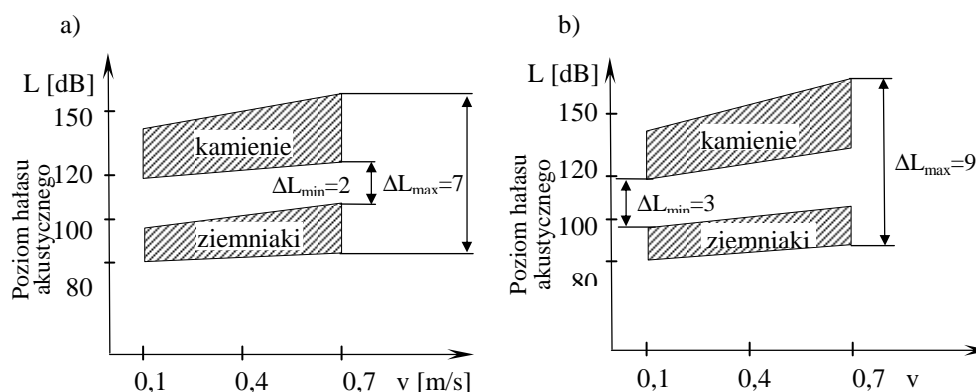 a)
L [dB]
150
120
100
80
Poziom hałasu
akustycznego
kamienie
ziemniaki
ΔLmin=2
ΔLmax=7
0,1 0,4 0,7 v [m/s]
b)
L [dB]
150
120
100
80
Poziom hałasu
akustycznego
kamienie
ziemniaki
ΔLmin=3
ΔLmax=9
0,1 0,4 0,7 v